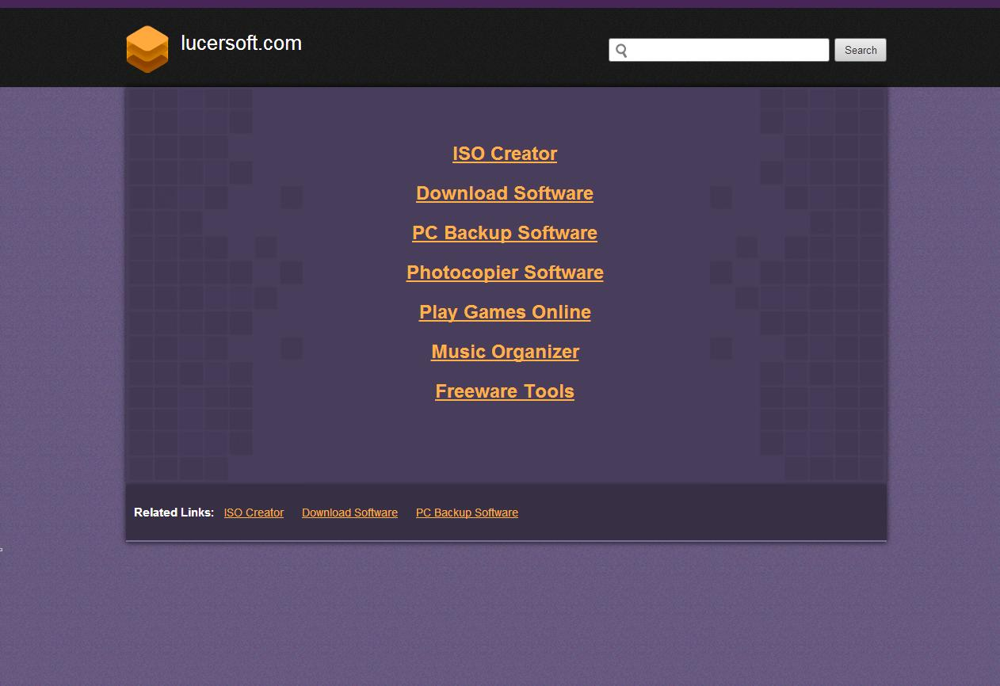 lucersoft.com
Search
ISO Creator
Download Software
PC Backup Software
Photocopier Software
Play Games Online
Music Organizer
Freeware Tools
Related Links: ISO Creator Download Software PC Backup Software